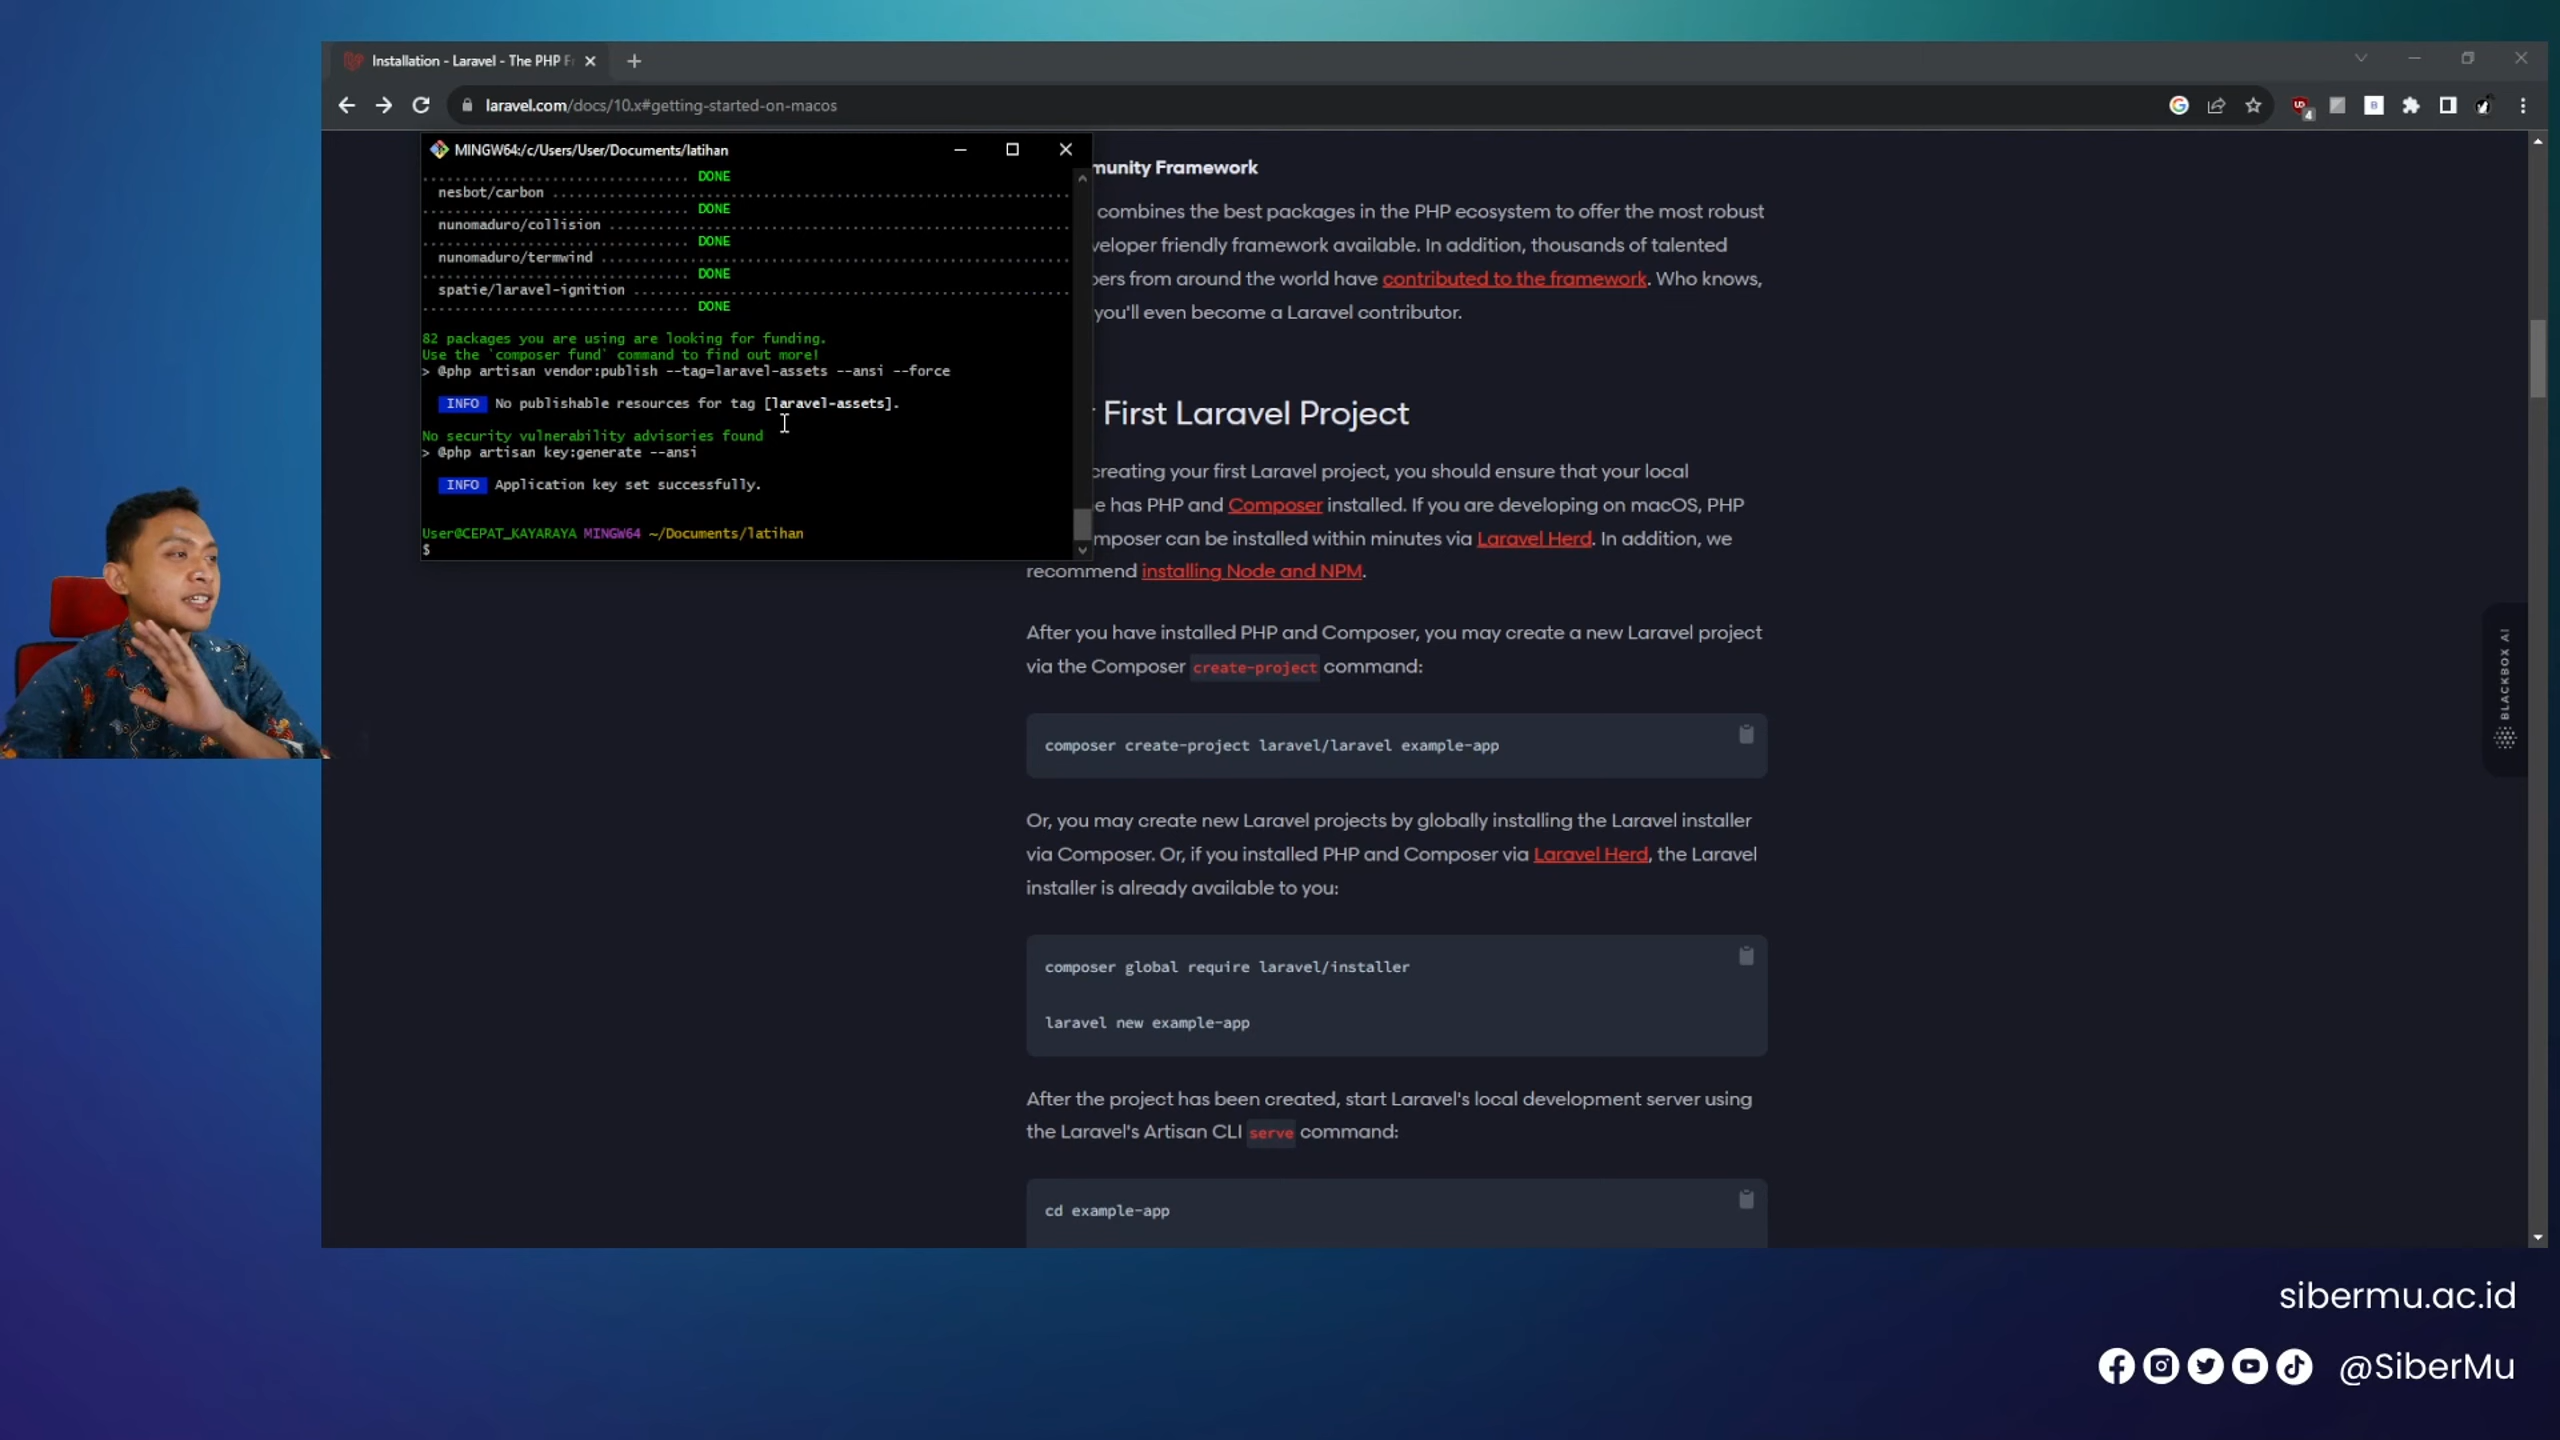 Installation - Laravel - The PHP Fr
laravel.com/docs/10.x#getting-started-on-macos
MINGW64:/c/Users/User/Documents/latihan
................................. DONE
nesbot/carbon ................................................................
................................. DONE
nunomaduro/collision .........................................................
................................. DONE
nunomaduro/termwind ..........................................................
................................. DONE
spatie/laravel-ignition ......................................................
................................. DONE
82 packages you are using are looking for funding.
Use the `composer fund` command to find out more!
> @php artisan vendor:publish --tag=laravel-assets --ansi --force
INFO No publishable resources for tag [laravel-assets].
No security vulnerability advisories found
> @php artisan key:generate --ansi
INFO Application key set successfully.
User@CEPAT_KAYARAYA MINGW64 ~/Documents/latihan
$
munity Framework
combines the best packages in the PHP ecosystem to offer the most robust
veloper friendly framework available. In addition, thousands of talented
pers from around the world have contributed to the framework. Who knows,
you'll even become a Laravel contributor.
First Laravel Project
creating your first Laravel project, you should ensure that your local
e has PHP and Composer installed. If you are developing on macOS, PHP
mposer can be installed within minutes via Laravel Herd. In addition, we
recommend installing Node and NPM.
After you have installed PHP and Composer, you may create a new Laravel project
via the Composer create-project command:
composer create-project laravel/laravel example-app
Or, you may create new Laravel projects by globally installing the Laravel installer
via Composer. Or, if you installed PHP and Composer via Laravel Herd, the Laravel
installer is already available to you:
composer global require laravel/installer
laravel new example-app
After the project has been created, start Laravel's local development server using
the Laravel's Artisan CLI serve command:
cd example-app
BLACKBOX AI
sibermu.ac.id
@SiberMu